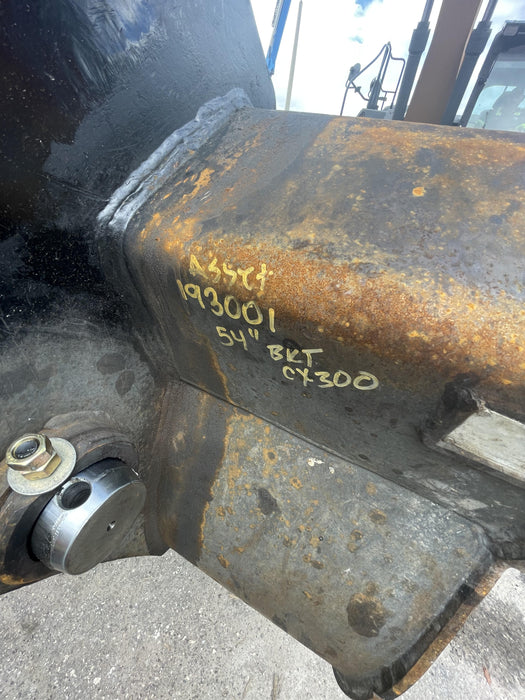 Asset
193001
54" BKT
CX300